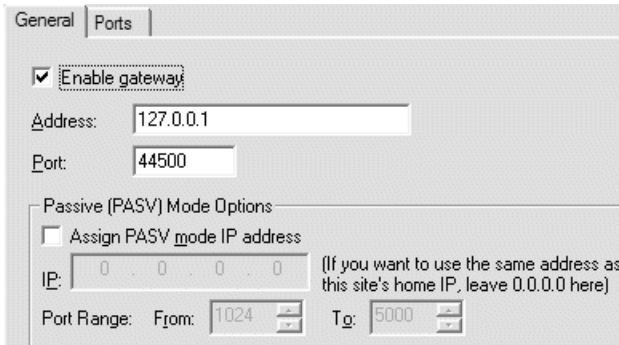 General Ports
Enable gateway
Address: 127.0.0.1
Port: 44500
Passive (PASV) Mode Options
Assign PASV mode IP address
IP: 0 . 0 . 0 . 0 (If you want to use the same address as
this site's home IP, leave 0.0.0.0 here)
Port Range: From: 1024 To: 5000